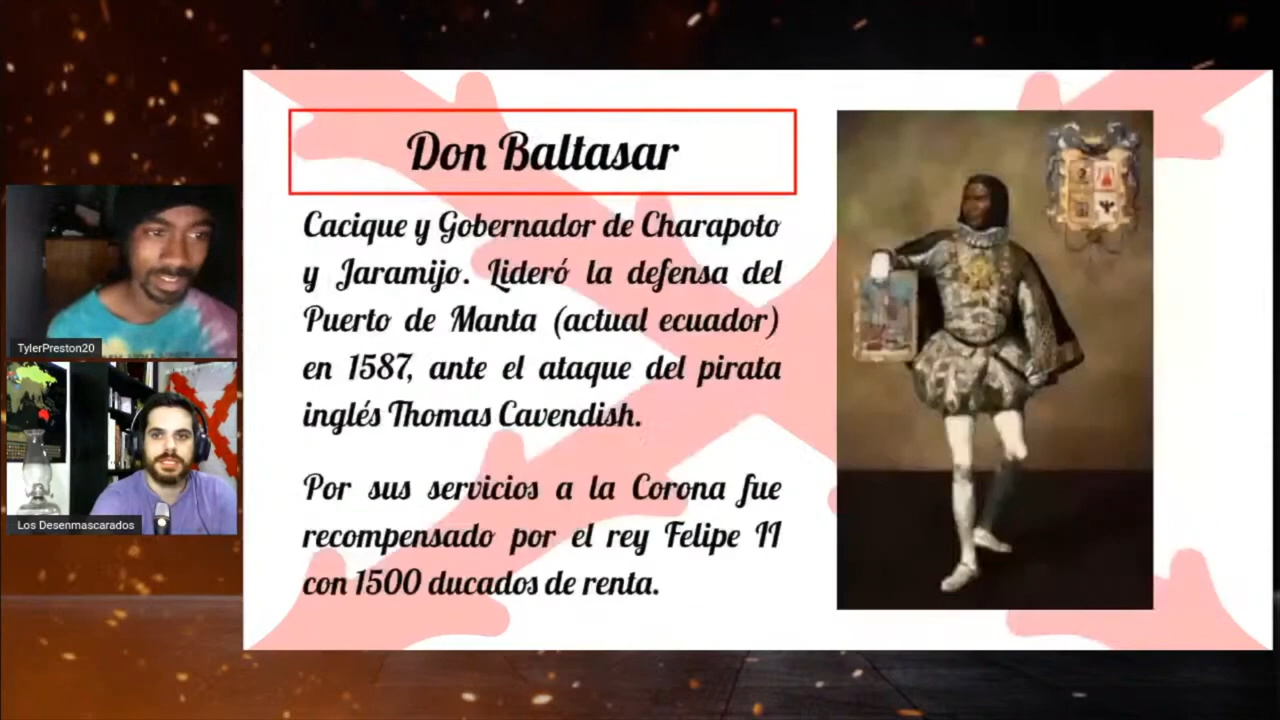 Don Baltasar
Cacique y Gobernador de Charapoto
y Jaramijo. Lideró la defensa del
Puerto de Manta (actual ecuador)
en 1587, ante el ataque del pirata
inglés Thomas Cavendish.
Por sus servicios a la Corona fue
recompensado por el rey Felipe II
con 1500 ducados de renta.
TylerPreston20
Los Desenmascarados